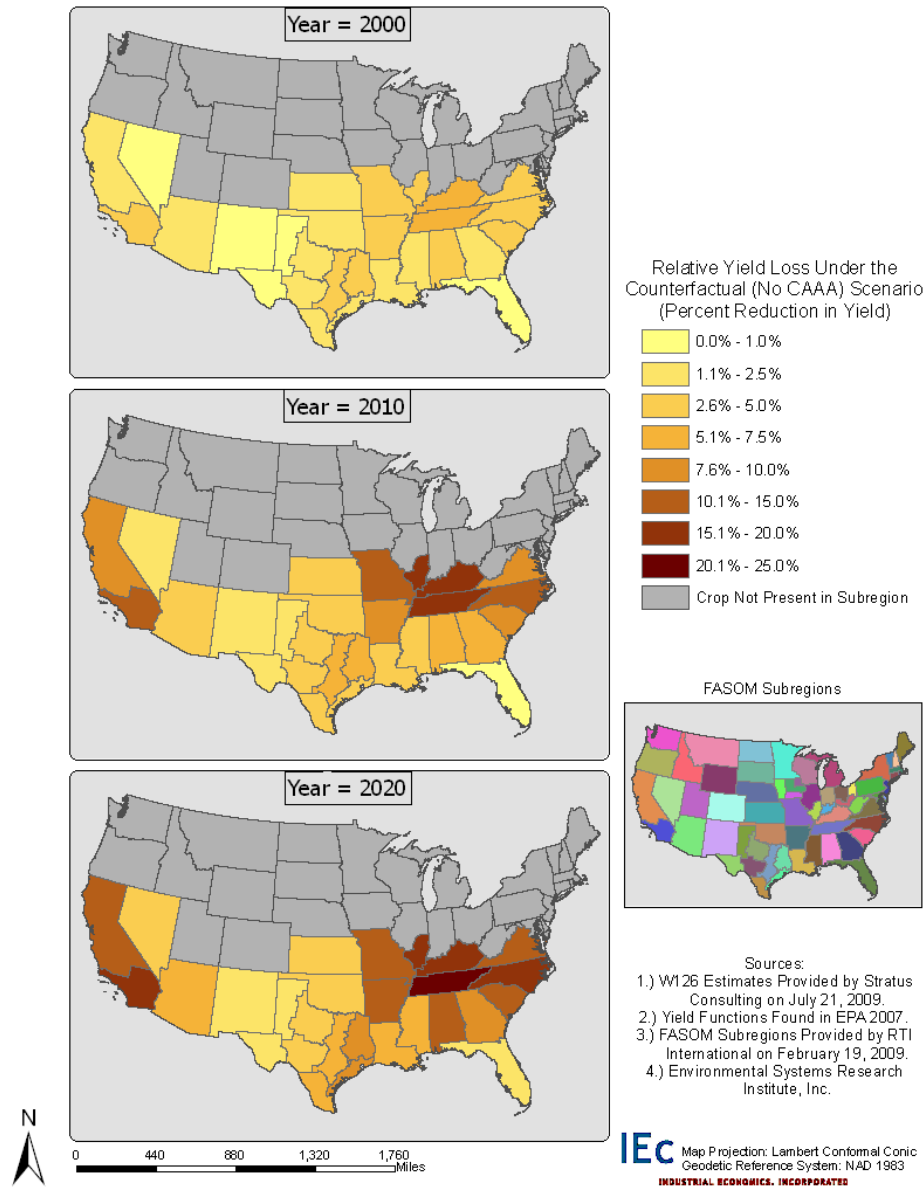 Year = 2000
Year = 2010
Year = 2020
Relative Yield Loss Under the
Counterfactual (No CAAA) Scenario
(Percent Reduction in Yield)
0.0% - 1.0%
1.1% - 2.5%
2.6% - 5.0%
5.1% - 7.5%
7.6% - 10.0%
10.1% - 15.0%
15.1% - 20.0%
20.1% - 25.0%
Crop Not Present in Subregion
FASOM Subregions
Sources:
1.) W126 Estimates Provided by Stratus
Consulting on July 21, 2009.
2.) Yield Functions Found in EPA 2007.
3.) FASOM Subregions Provided by RTI
International on February 19, 2009.
4.) Environmental Systems Research
Institute, Inc.
N
0 440 880 1,320 1,760
Miles
IEc
Map Projection: Lambert Conformal Conic
Geodetic Reference System: NAD 1983
INDUSTRIAL ECONOMICS, INCORPORATED